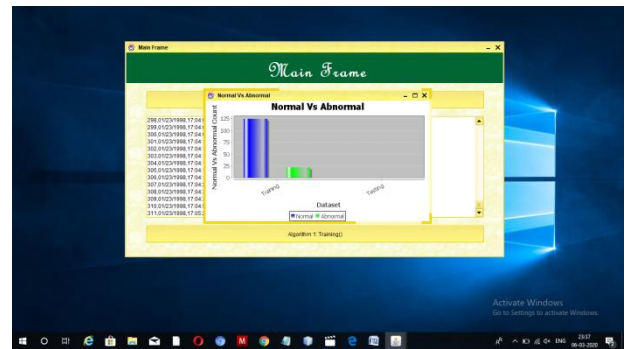 Main Frame
Main Frame
Normal Vs Abnormal
Normal Vs Abnormal
Normal Vs Abnormal Count
125
100
75
50
25
0
Training
Testing
Dataset
Normal Abnormal
298,01/23/1998,17:04:
299,01/23/1998,17:04:
300,01/23/1998,17:04:
301,01/23/1998,17:04:
302,01/23/1998,17:04:
303,01/23/1998,17:04:
304,01/23/1998,17:04:
305,01/23/1998,17:04:
306,01/23/1998,17:04:
307,01/23/1998,17:04:
308,01/23/1998,17:04:
309,01/23/1998,17:04:
310,01/23/1998,17:04:
311,01/23/1998,17:05:
Algorithm 1: Training()
Activate Windows
Go to Settings to activate Windows.
ENG
23:37
06-03-2020